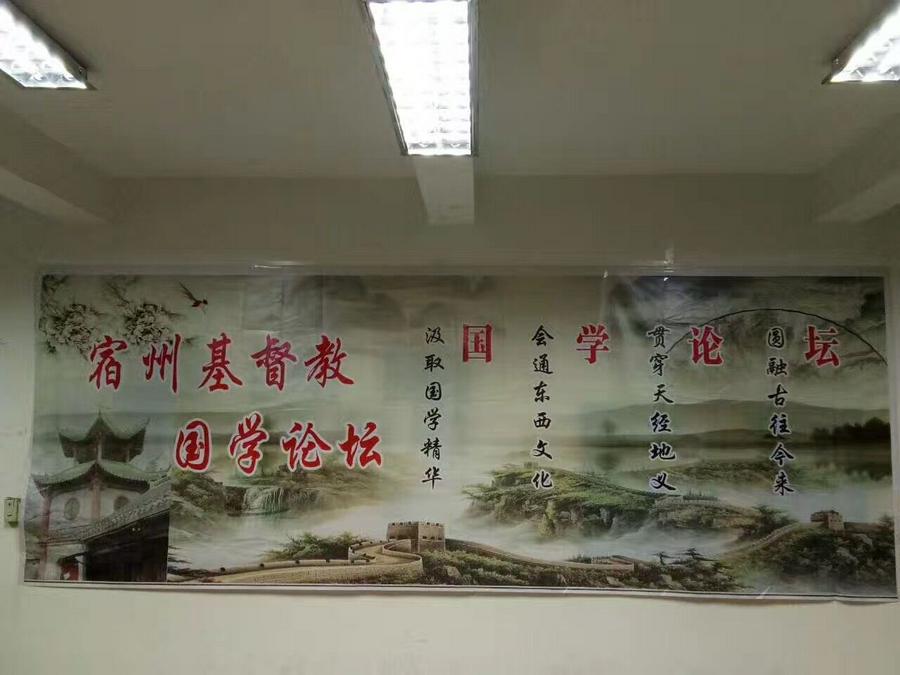 宿州基督教
国学论坛
国学论坛
汲取国学精华
会通东西文化
贯穿天经地义
圆融古往今来